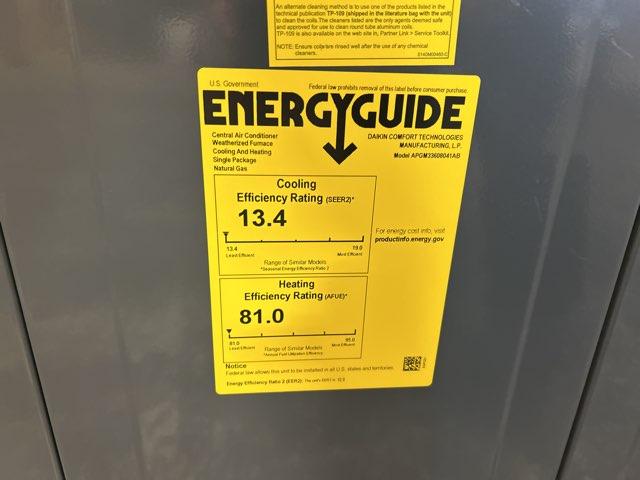 An alternate cleaning method is to use one of the products listed in the
technical publication TP-109 (shipped in the literature bag with the unit)
to clean the coils. The cleaners listed are the only agents deemed safe
and approved for use to clean round tube aluminum coils.
TP-109 is also available on the web site in, Partner Link > Service Toolkit.
NOTE: Ensure coils are rinsed well after the use of any chemical
cleaners.
U.S. Government
Federal law prohibits removal of this label before consumer purchase.
ENERGYGUIDE
Central Air Conditioner
Weatherized Furnace
Cooling And Heating
Single Package
Natural Gas
DAIKIN COMFORT TECHNOLOGIES
MANUFACTURING, L.P.
Model APGM33608041AB
Cooling
Efficiency Rating (SEER2)*
13.4
13.4 19.0
Least Efficient Most Efficient
Range of Similar Models
*Seasonal Energy Efficiency Ratio 2
For energy cost info, visit
productinfo.energy.gov
Heating
Efficiency Rating (AFUE)*
81.0
81.0 95.0
Least Efficient Most Efficient
Range of Similar Models
*Annual Fuel Utilization Efficiency
Notice
Federal law allows this unit to be installed in all U.S. states and territories.
Energy Efficiency Ratio 2 (EER2): The unit's EER2 is